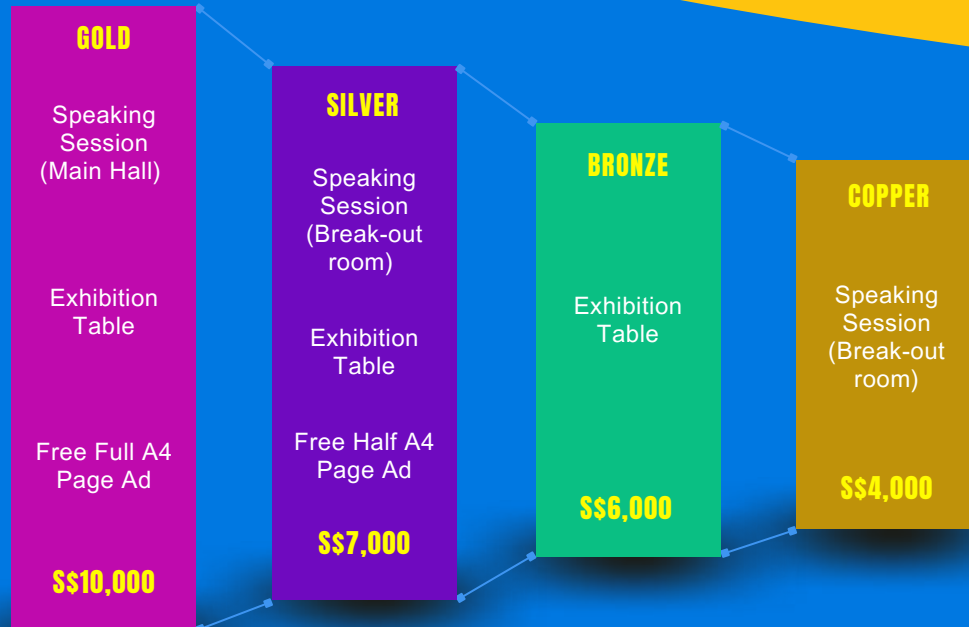 GOLD
Speaking
Session
(Main Hall)
Exhibition
Table
Free Full A4
Page Ad
S$10,000
SILVER
Speaking
Session
(Break-out
room)
Exhibition
Table
Free Half A4
Page Ad
S$7,000
BRONZE
Exhibition
Table
S$6,000
COPPER
Speaking
Session
(Break-out
room)
S$4,000